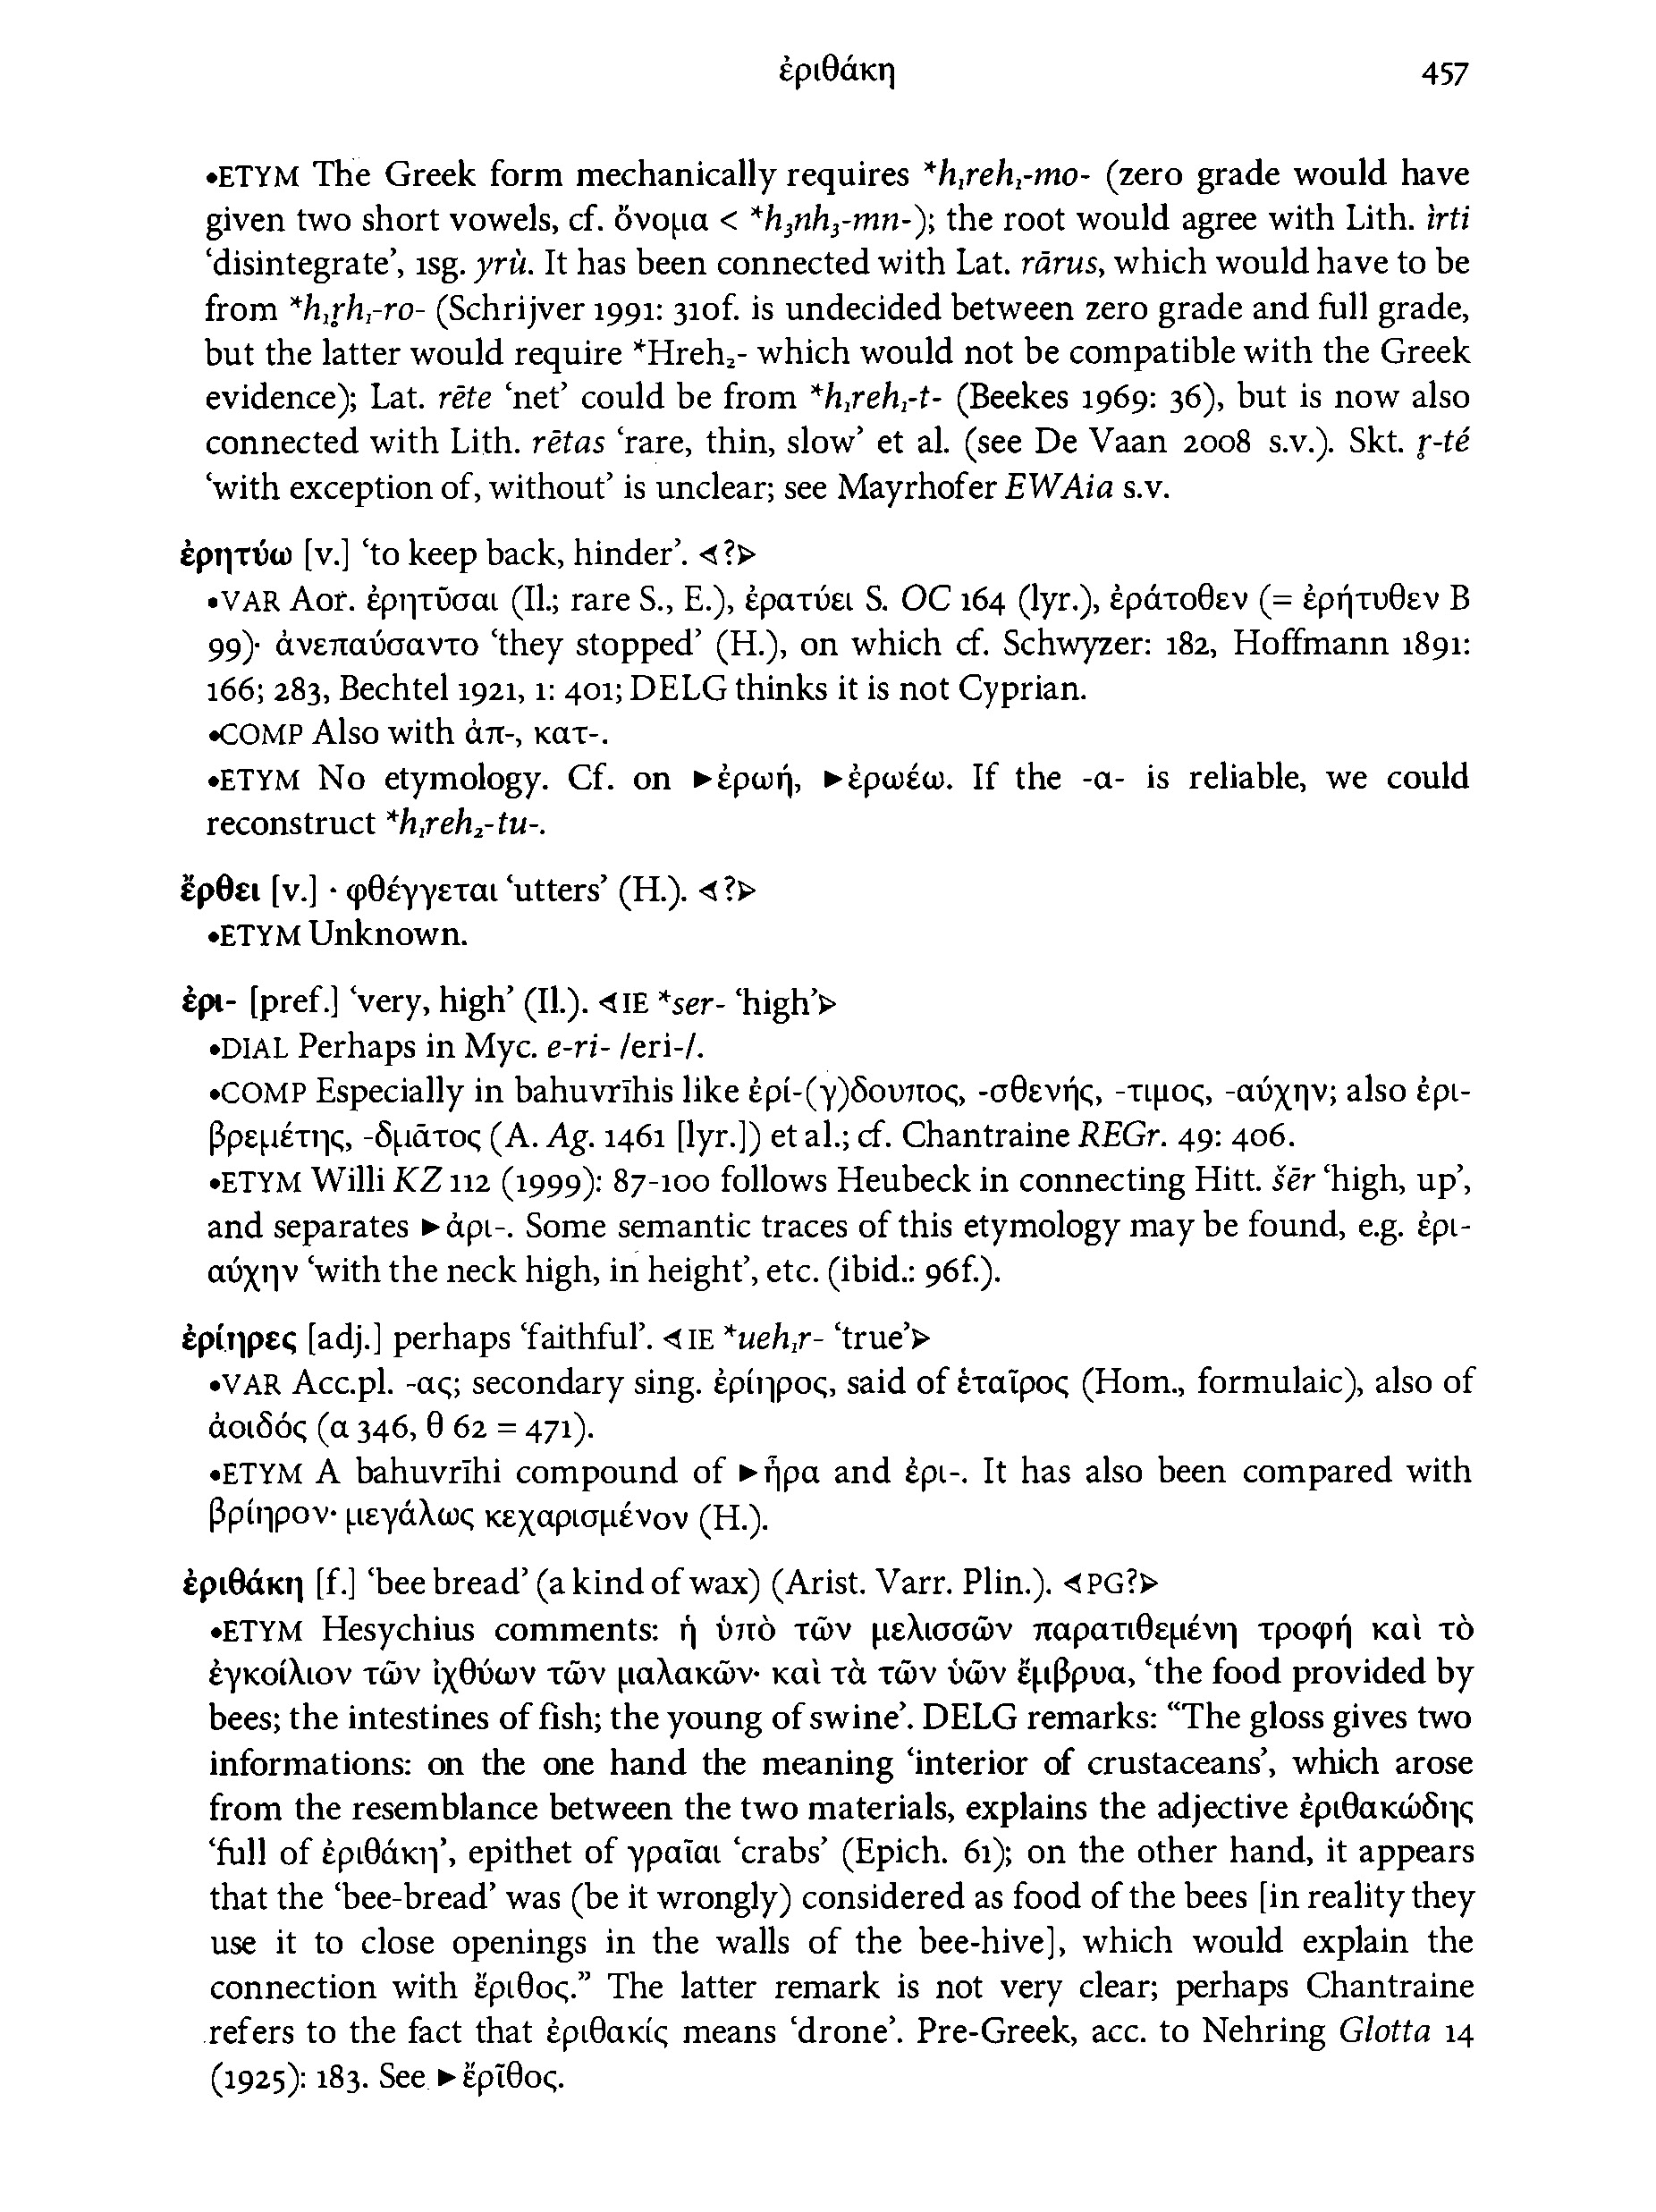 ἐριθάκη 457
•ETYM The Greek form mechanically requires *h₁reh₁-mo- (zero grade would have
given two short vowels, cf. ὄνομα < *h₃nh₃-mn-); the root would agree with Lith. ìrti
‘disintegrate’, 1sg. yrù. It has been connected with Lat. rārus, which would have to be
from *h₁r̥h₁-ro- (Schrijver 1991: 310f. is undecided between zero grade and full grade,
but the latter would require *Hreh₂- which would not be compatible with the Greek
evidence); Lat. rēte ‘net’ could be from *h₁reh₁-t- (Beekes 1969: 36), but is now also
connected with Lith. rẽtas ‘rare, thin, slow’ et al. (see De Vaan 2008 s.v.). Skt. r̥-té
‘with exception of, without’ is unclear; see Mayrhofer EWAia s.v.
ἐρητύω [v.] ‘to keep back, hinder’. ⊲?⊳
•VAR Aor. ἐρητῦσαι (Il.; rare S., E.), ἐρατύει S. OC 164 (lyr.), ἐράτοθεν (= ἐρήτυθεν B
99)· ἀνεπαύσαντο ‘they stopped’ (H.), on which cf. Schwyzer: 182, Hoffmann 1891:
166; 283, Bechtel 1921, 1: 401; DELG thinks it is not Cyprian.
•COMP Also with ἀπ-, κατ-.
•ETYM No etymology. Cf. on ►ἐρωή, ►ἐρωέω. If the -α- is reliable, we could
reconstruct *h₁reh₂-tu-.
ἔρθει [v.] · φθέγγεται ‘utters’ (H.). ⊲?⊳
•ETYM Unknown.
ἐρι- [pref.] ‘very, high’ (Il.). ⊲IE *ser- ‘high’⊳
•DIAL Perhaps in Myc. e-ri- /eri-/.
•COMP Especially in bahuvrīhis like ἐρί-(γ)δουπος, -σθενής, -τιμος, -αύχην; also ἐρι-
βρεμέτης, -δμᾱτος (A. Ag. 1461 [lyr.]) et al.; cf. Chantraine REGr. 49: 406.
•ETYM Willi KZ 112 (1999): 87-100 follows Heubeck in connecting Hitt. šēr ‘high, up’,
and separates ►ἀρι-. Some semantic traces of this etymology may be found, e.g. ἐρι-
αύχην ‘with the neck high, in height’, etc. (ibid.: 96f.).
ἐρίηρες [adj.] perhaps ‘faithful’. ⊲IE *ueh₁r- ‘true’⊳
•VAR Acc.pl. -ας; secondary sing. ἐρίηρος, said of ἑταῖρος (Hom., formulaic), also of
ἀοιδός (α 346, θ 62 = 471).
•ETYM A bahuvrīhi compound of ►ἦρα and ἐρι-. It has also been compared with
βρίηρον· μεγάλως κεχαρισμένον (H.).
ἐριθάκη [f.] ‘bee bread’ (a kind of wax) (Arist. Varr. Plin.). ⊲PG?⊳
•ETYM Hesychius comments: ἡ ὑπὸ τῶν μελισσῶν παρατιθεμένη τροφή καὶ τὸ
ἐγκοίλιον τῶν ἰχθύων τῶν μαλακῶν· καὶ τὰ τῶν ὑῶν ἔμβρυα, ‘the food provided by
bees; the intestines of fish; the young of swine’. DELG remarks: “The gloss gives two
informations: on the one hand the meaning ‘interior of crustaceans’, which arose
from the resemblance between the two materials, explains the adjective ἐριθακώδης
‘full of ἐριθάκη’, epithet of γραῖαι ‘crabs’ (Epich. 61); on the other hand, it appears
that the ‘bee-bread’ was (be it wrongly) considered as food of the bees [in reality they
use it to close openings in the walls of the bee-hive], which would explain the
connection with ἔριθος.” The latter remark is not very clear; perhaps Chantraine
refers to the fact that ἐριθακίς means ‘drone’. Pre-Greek, acc. to Nehring Glotta 14
(1925): 183. See ►ἔρῑθος.